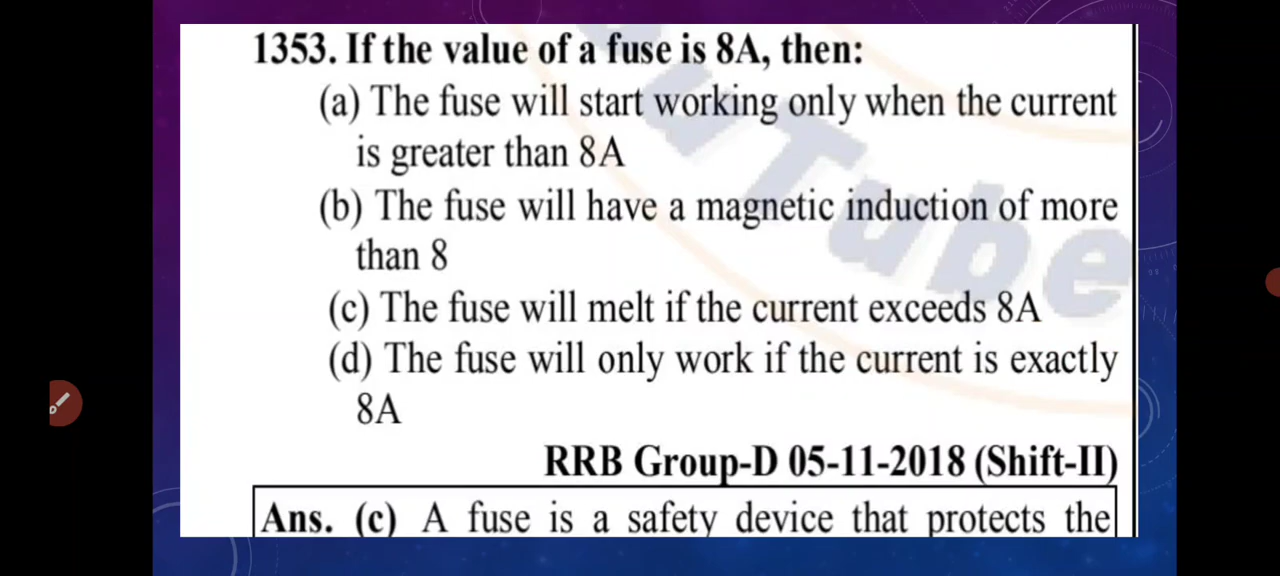 1353. If the value of a fuse is 8A, then:
(a) The fuse will start working only when the current
is greater than 8A
(b) The fuse will have a magnetic induction of more
than 8
(c) The fuse will melt if the current exceeds 8A
(d) The fuse will only work if the current is exactly
8A
RRB Group-D 05-11-2018 (Shift-II)
Ans. (c) A fuse is a safety device that protects the
uTube